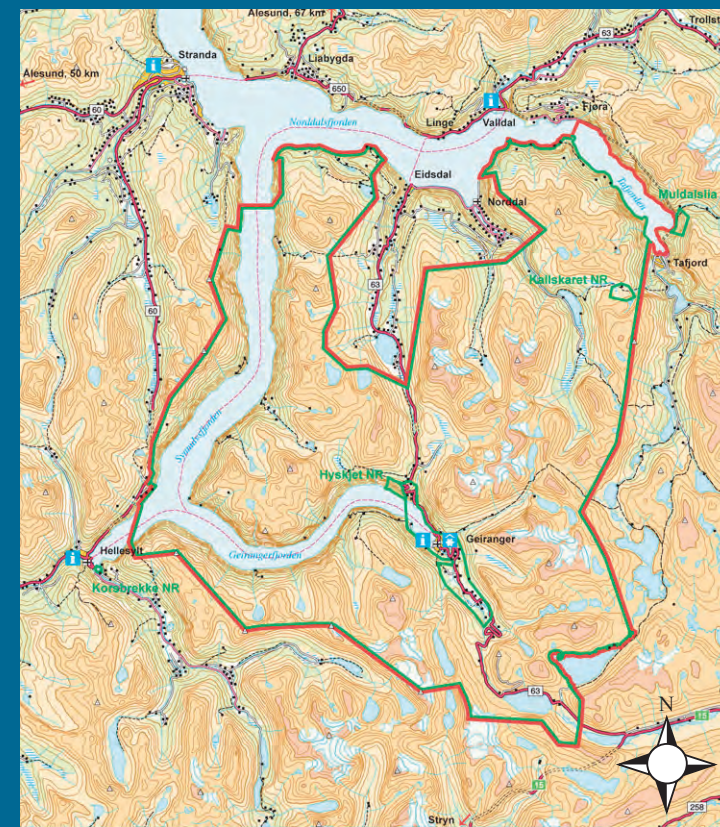 Ålesund, 67 km
Trollst
63
Stranda
Liabygda
Ålesund, 50 km
650
60
Fjøra
Norddalsfjorden
Linge
Valldal
Tafjorden
Muldalslia
Eidsdal
Norddal
Tafjord
Kallskaret NR
63
60
Synnulvsfjorden
Hyskjet NR
Geiranger
Hellesylt
Geirangerfjorden
Korsbrekke NR
63
N
15
15
258
Stryn